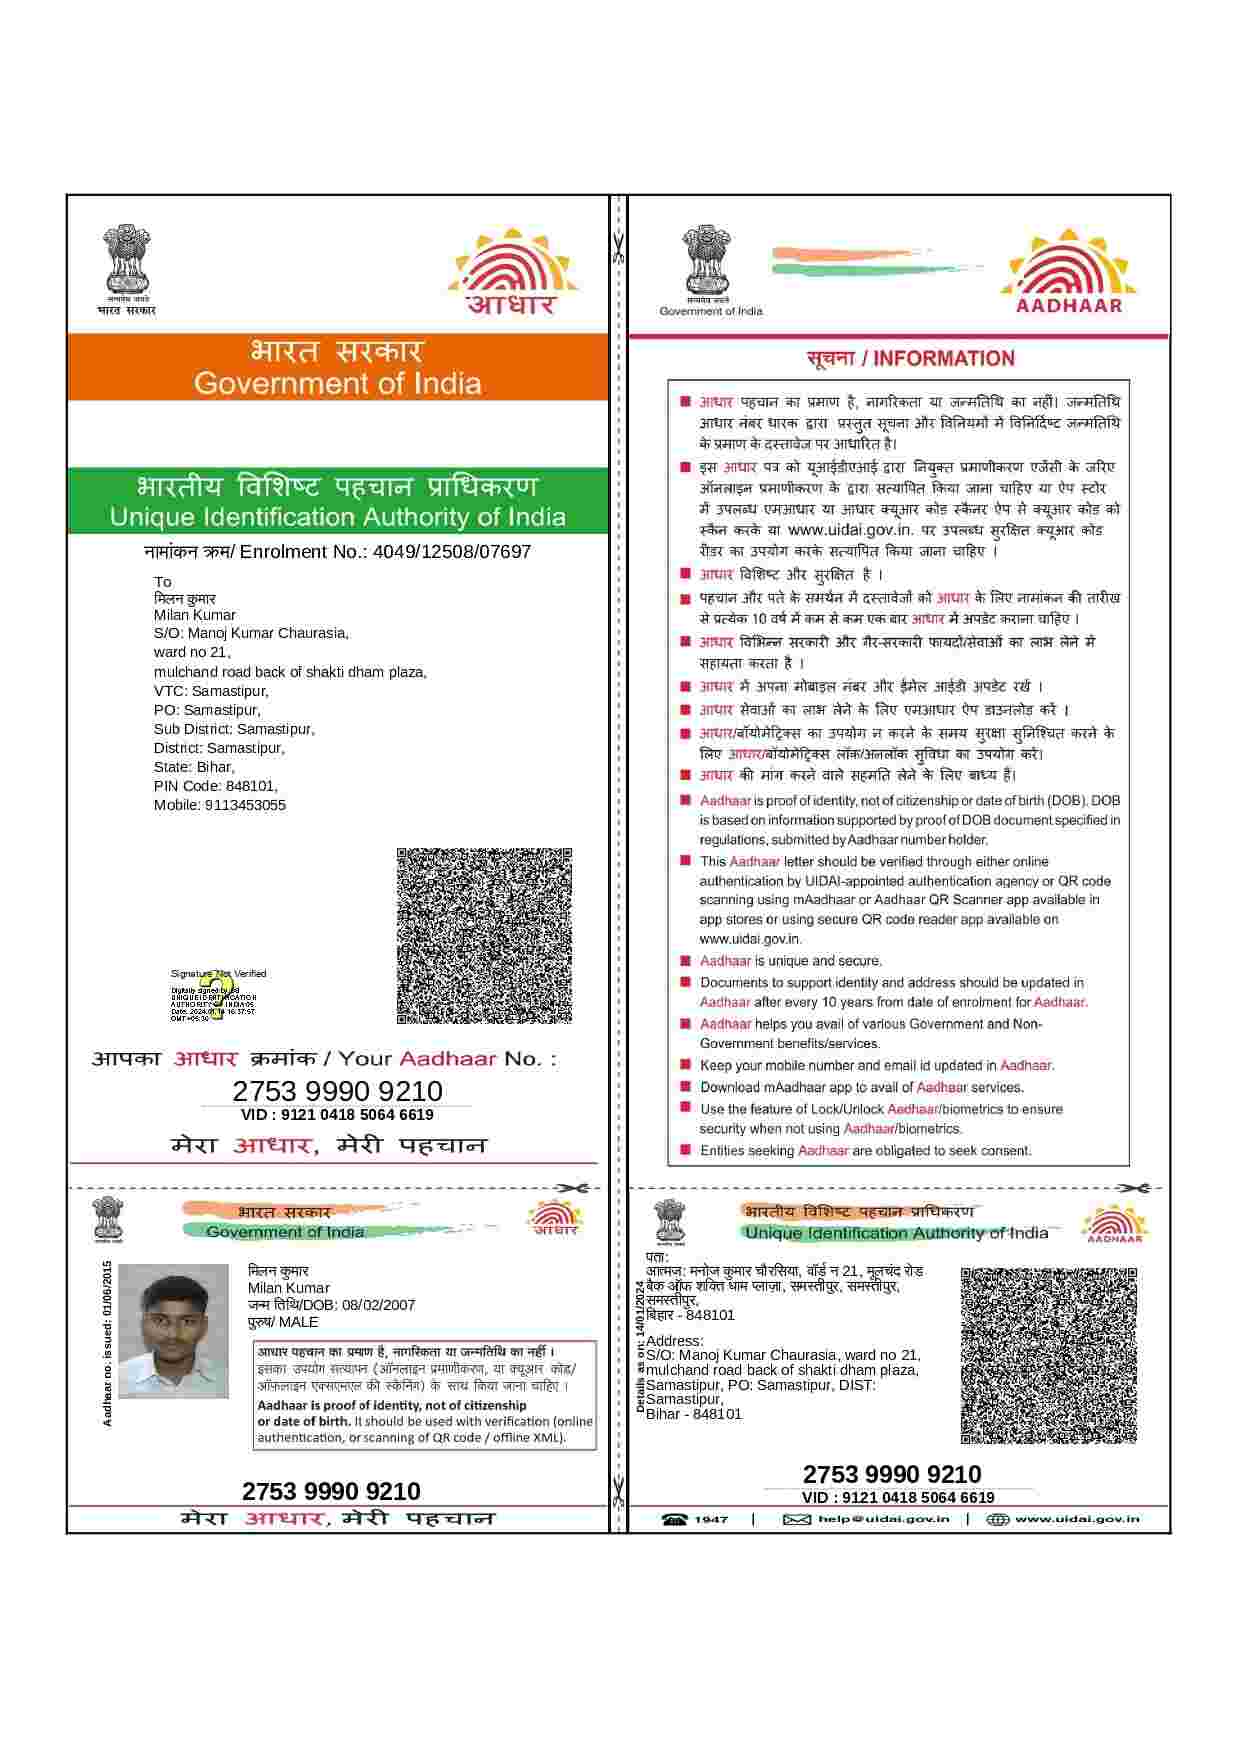 सत्यमेव जयते
भारत सरकार
आधार
भारत सरकार
Government of India
भारतीय विशिष्ट पहचान प्राधिकरण
Unique Identification Authority of India
नामांकन क्रम/ Enrolment No.: 4049/12508/07697
To
मिलन कुमार
Milan Kumar
S/O: Manoj Kumar Chaurasia,
ward no 21,
mulchand road back of shakti dham plaza,
VTC: Samastipur,
PO: Samastipur,
Sub District: Samastipur,
District: Samastipur,
State: Bihar,
PIN Code: 848101,
Mobile: 9113453055
Signature Not Verified
Digitally signed by
UNIQUE IDENTIFICATION
AUTHORITY OF INDIA 05
आपका आधार क्रमांक / Your Aadhaar No. :
2753 9990 9210
VID : 9121 0418 5064 6619
मेरा आधार, मेरी पहचान
सत्यमेव जयते
Government of India
AADHAAR
सूचना / INFORMATION
आधार पहचान का प्रमाण है, नागरिकता या जन्मतिथि का नहीं। जन्मतिथि
आधार नंबर धारक द्वारा प्रस्तुत सूचना और विनियमों में विनिर्दिष्ट जन्मतिथि
के प्रमाण के दस्तावेज पर आधारित है।
इस आधार पत्र को यूआईडीएआई द्वारा नियुक्त प्रमाणीकरण एजेंसी के जरिए
ऑनलाइन प्रमाणीकरण के द्वारा सत्यापित किया जाना चाहिए या ऐप स्टोर
में उपलब्ध एमआधार या आधार क्यूआर कोड स्कैनर ऐप से क्यूआर कोड को
स्कैन करके या www.uidai.gov.in. पर उपलब्ध सुरक्षित क्यूआर कोड
रीडर का उपयोग करके सत्यापित किया जाना चाहिए ।
आधार विशिष्ट और सुरक्षित है ।
पहचान और पते के समर्थन में दस्तावेजों को आधार के लिए नामांकन की तारीख
से प्रत्येक 10 वर्ष में कम से कम एक बार आधार में अपडेट कराना चाहिए ।
आधार विभिन्न सरकारी और गैर-सरकारी फायदों/सेवाओं का लाभ लेने में
सहायता करता है ।
आधार में अपना मोबाइल नंबर और ईमेल आईडी अपडेट रखें ।
आधार सेवाओं का लाभ लेने के लिए एमआधार ऐप डाउनलोड करें ।
आधार/बॉयोमेट्रिक्स का उपयोग न करने के समय सुरक्षा सुनिश्चित करने के
लिए आधार/बॉयोमेट्रिक्स लॉक/अनलॉक सुविधा का उपयोग करें।
आधार की मांग करने वाले सहमति लेने के लिए बाध्य हैं।
Aadhaar is proof of identity, not of citizenship or date of birth (DOB). DOB
is based on information supported by proof of DOB document specified in
regulations, submitted by Aadhaar number holder.
This Aadhaar letter should be verified through either online
authentication by UIDAI-appointed authentication agency or QR code
scanning using mAadhaar or Aadhaar QR Scanner app available in
app stores or using secure QR code reader app available on
www.uidai.gov.in.
Aadhaar is unique and secure.
Documents to support identity and address should be updated in
Aadhaar after every 10 years from date of enrolment for Aadhaar.
Aadhaar helps you avail of various Government and Non-
Government benefits/services.
Keep your mobile number and email id updated in Aadhaar.
Download mAadhaar app to avail of Aadhaar services.
Use the feature of Lock/Unlock Aadhaar/biometrics to ensure
security when not using Aadhaar/biometrics.
Entities seeking Aadhaar are obligated to seek consent.
भारत सरकार
Government of India
आधार
Aadhaar no. issued: 01/06/2015
मिलन कुमार
Milan Kumar
जन्म तिथि/DOB: 08/02/2007
पुरुष/ MALE
आधार पहचान का प्रमाण है, नागरिकता या जन्मतिथि का नहीं ।
इसका उपयोग सत्यापन (ऑनलाइन प्रमाणीकरण, या क्यूआर कोड/
ऑफलाइन एक्सएमएल की स्कैनिंग) के साथ किया जाना चाहिए ।
Aadhaar is proof of identity, not of citizenship
or date of birth. It should be used with verification (online
authentication, or scanning of QR code / offline XML).
2753 9990 9210
मेरा आधार, मेरी पहचान
भारतीय विशिष्ट पहचान प्राधिकरण
Unique Identification Authority of India
AADHAAR
Details as on: 14/01/2024
पता:
आत्मज: मनोज कुमार चौरसिया, वॉर्ड न 21, मूलचंद रोड
बैक ऑफ शक्ति धाम प्लाज़ा, समस्तीपुर, समस्तीपुर,
समस्तीपुर,
बिहार - 848101
Address:
S/O: Manoj Kumar Chaurasia, ward no 21,
mulchand road back of shakti dham plaza,
Samastipur, PO: Samastipur, DIST:
Samastipur,
Bihar - 848101
2753 9990 9210
VID : 9121 0418 5064 6619
1947 | help@uidai.gov.in | www.uidai.gov.in